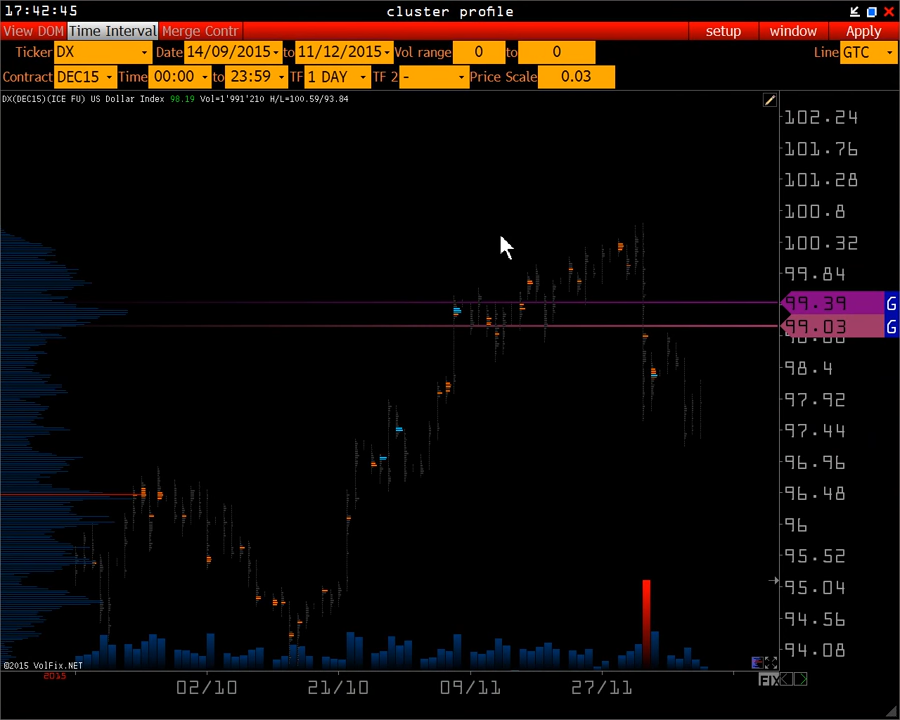 17:42:45 cluster profile
View DOM Time Interval Merge Contr setup window Apply
Ticker DX Date 14/09/2015 to 11/12/2015 Vol range 0 to 0 Line GTC
Contract DEC15 Time 00:00 to 23:59 TF 1 DAY TF 2 - Price Scale 0.03
DX(DEC15)(ICE FU) US Dollar Index 98.19 Vol=1'991'210 H/L=100.59/93.84
102.24
101.76
101.28
100.8
100.32
99.84
99.39 G
99.03 G
98.4
97.92
97.44
96.96
96.48
96
95.52
95.04
94.56
94.08
©2015 VolFix.NET
2015
FIX
02/10 21/10 09/11 27/11